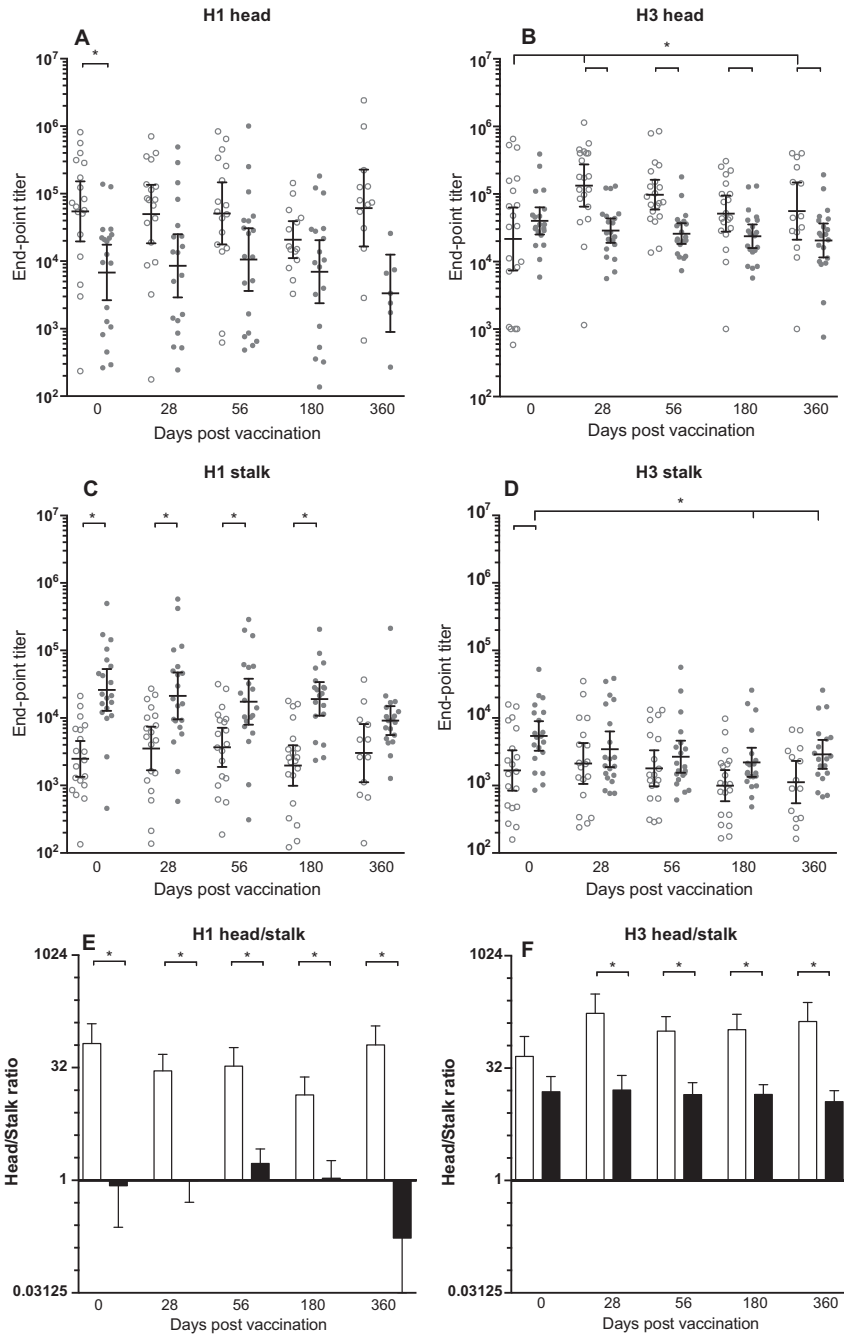 H1 head
A
*
10^7
10^6
10^5
10^4
10^3
10^2
End-point titer
0 28 56 180 360
Days post vaccination
H3 head
B
*
10^7
10^6
10^5
10^4
10^3
10^2
End-point titer
0 28 56 180 360
Days post vaccination
H1 stalk
C
* * * *
10^7
10^6
10^5
10^4
10^3
10^2
End-point titer
0 28 56 180 360
Days post vaccination
H3 stalk
D
*
10^7
10^6
10^5
10^4
10^3
10^2
End-point titer
0 28 56 180 360
Days post vaccination
E
H1 head/stalk
* * * * *
1024
32
1
0.03125
Head/Stalk ratio
0 28 56 180 360
Days post vaccination
F
H3 head/stalk
* * * *
1024
32
1
0.03125
Head/Stalk ratio
0 28 56 180 360
Days post vaccination